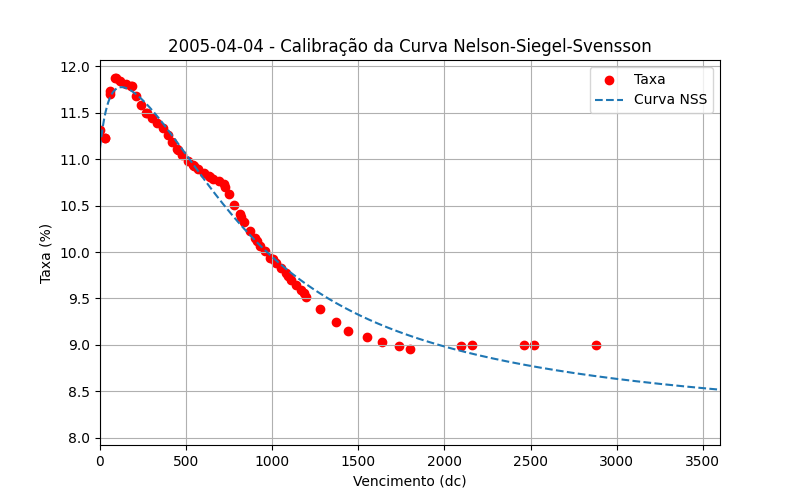 2005-04-04 - Calibração da Curva Nelson-Siegel-Svensson
Taxa
Curva NSS
Taxa (%)
12.0
11.5
11.0
10.5
10.0
9.5
9.0
8.5
8.0
0 500 1000 1500 2000 2500 3000 3500
Vencimento (dc)